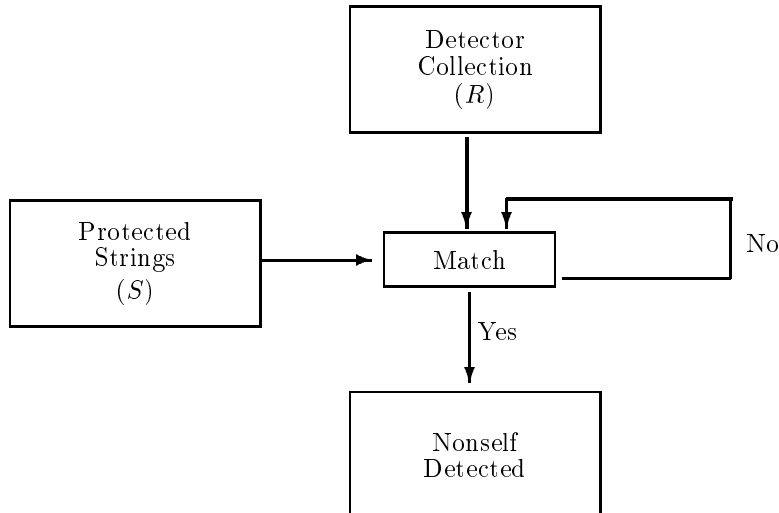 Detector
Collection
(R)
Protected
Strings
(S)
Match
No
Yes
Nonself
Detected